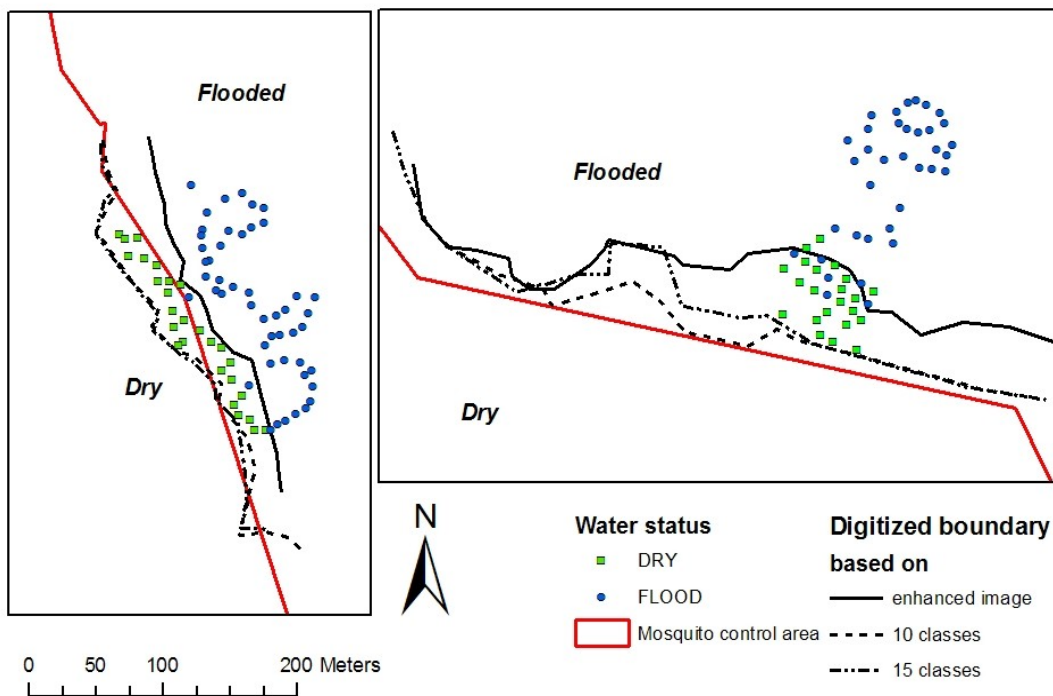 Flooded
Dry
Flooded
Dry
N
Water status
DRY
FLOOD
Mosquito control area
Digitized boundary
based on
enhanced image
10 classes
15 classes
0 50 100 200 Meters